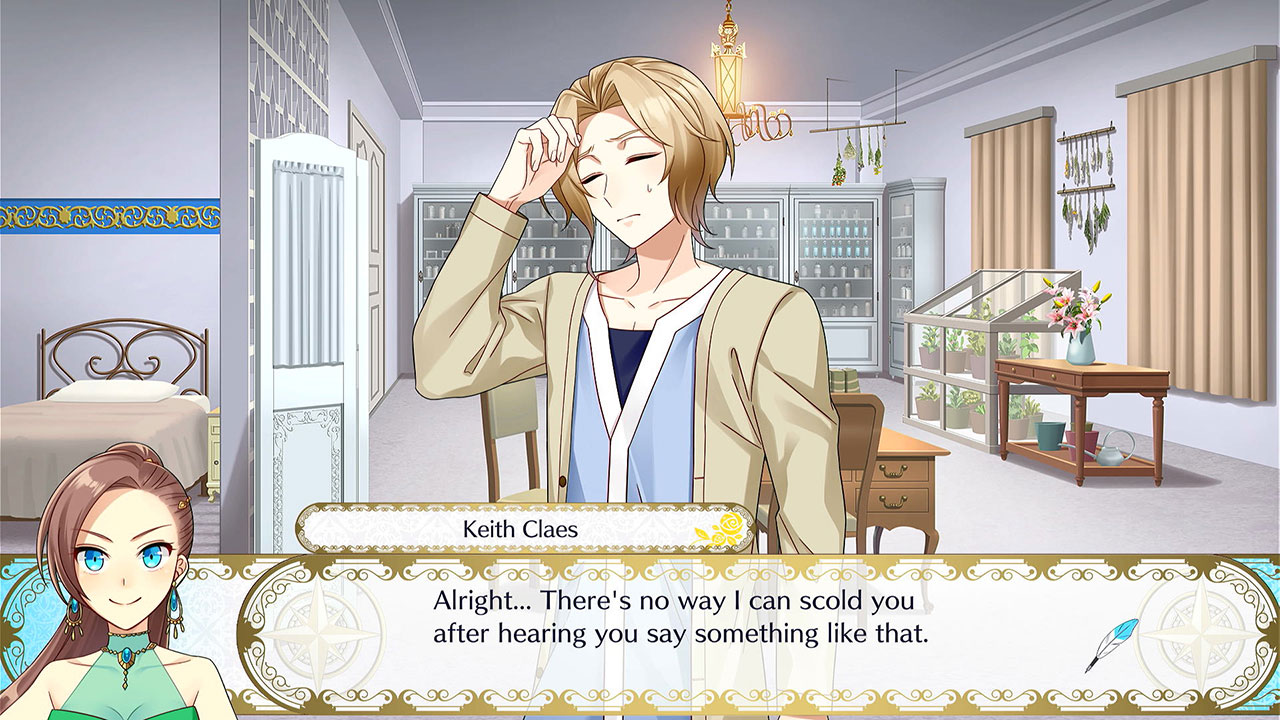 Keith Claes
Alright... There's no way I can scold you
after hearing you say something like that.